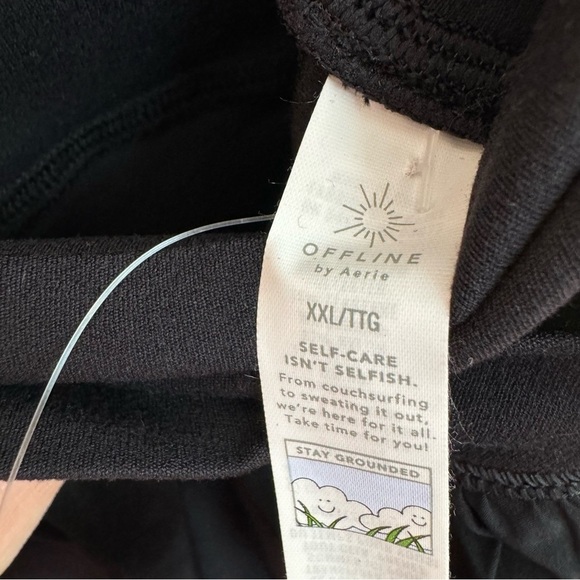 OFFLINE
by Aerie
XXL/TTG
SELF-CARE
ISN'T SELFISH.
From couchsurfing
to sweating it out,
we're here for it all.
Take time for you!
STAY GROUNDED